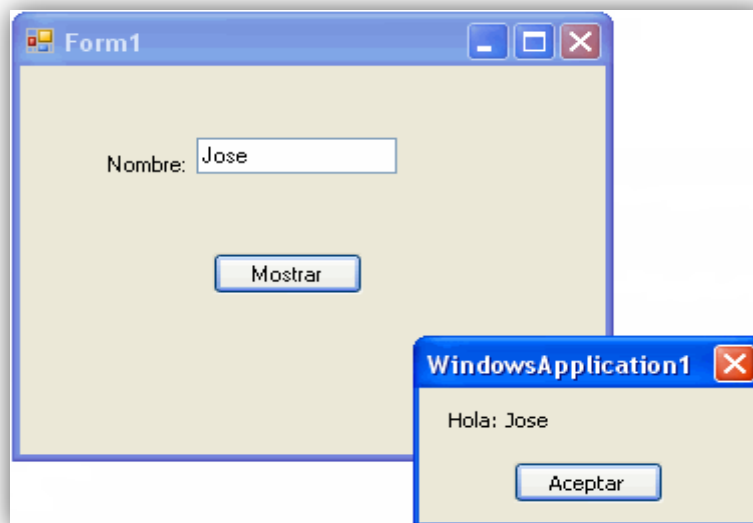 Form1
Nombre: Jose
Mostrar
WindowsApplication1
Hola: Jose
Aceptar